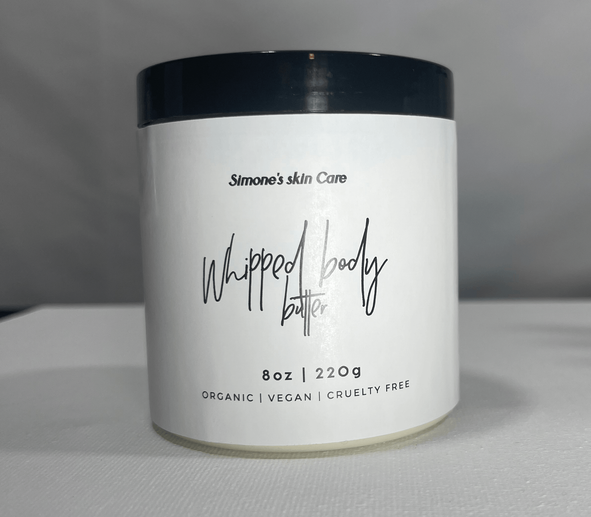 Simone's skin Care
Whipped body
butter
8oz | 220g
ORGANIC | VEGAN | CRUELTY FREE